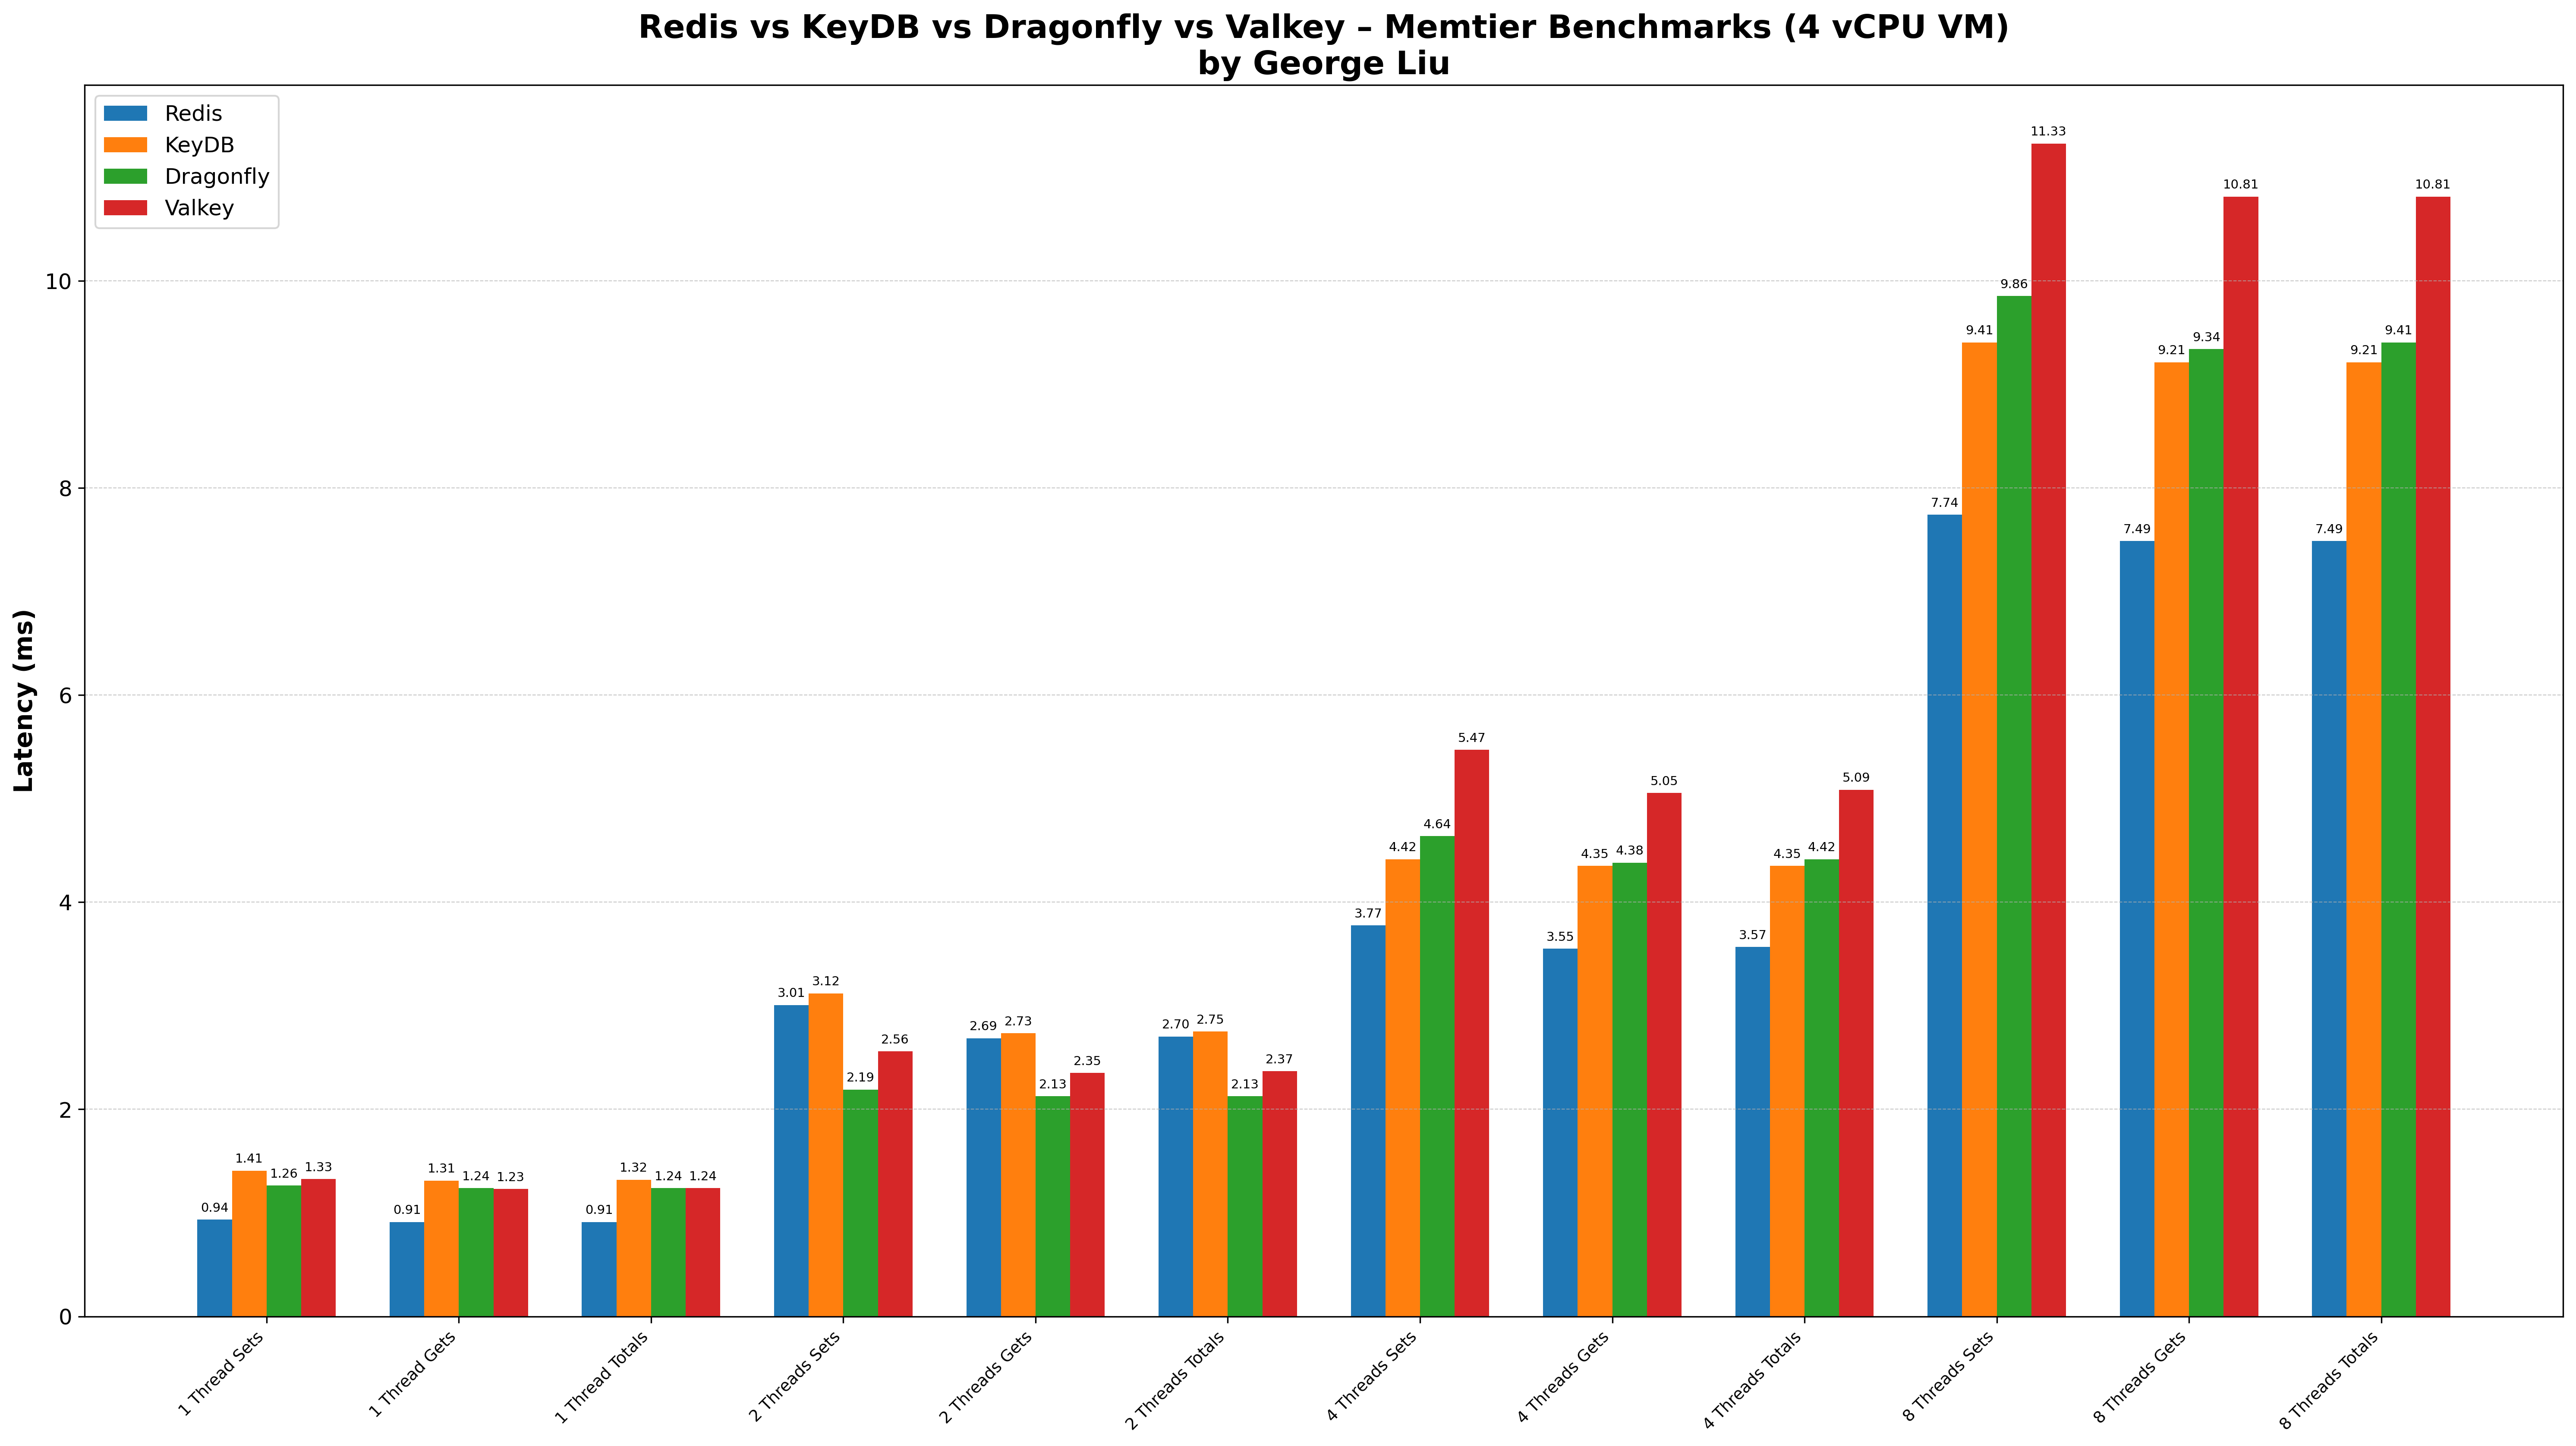 Redis vs KeyDB vs Dragonfly vs Valkey – Memtier Benchmarks (4 vCPU VM)
by George Liu
Redis
KeyDB
Dragonfly
Valkey
Latency (ms)
10
8
6
4
2
0
0.94 1.41 1.26 1.33
0.91 1.31 1.24 1.23
0.91 1.32 1.24 1.24
3.01 3.12 2.19 2.56
2.69 2.73 2.13 2.35
2.70 2.75 2.13 2.37
3.77 4.42 4.64 5.47
3.55 4.35 4.38 5.05
3.57 4.35 4.42 5.09
7.74 9.41 9.86 11.33
7.49 9.21 9.34 10.81
7.49 9.21 9.41 10.81
1 Thread Sets
1 Thread Gets
1 Thread Totals
2 Threads Sets
2 Threads Gets
2 Threads Totals
4 Threads Sets
4 Threads Gets
4 Threads Totals
8 Threads Sets
8 Threads Gets
8 Threads Totals